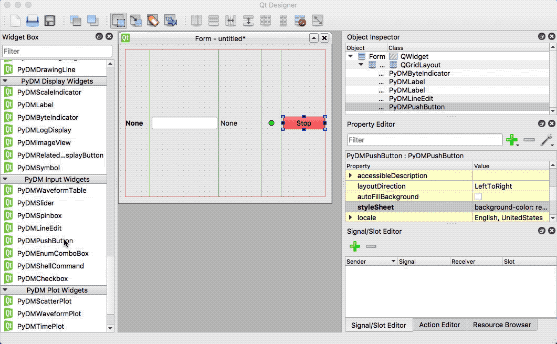 Qt Designer
Widget Box
Filter
PyDMDrawingLine
PyDM Display Widgets
PyDMScaleIndicator
PyDMLabel
PyDMByteIndicator
PyDMLogDisplay
PyDMImageView
PyDMRelated...splayButton
PyDMSymbol
PyDM Input Widgets
PyDMWaveformTable
PyDMSlider
PyDMSpinbox
PyDMLineEdit
PyDMPushButton
PyDMEnumComboBox
PyDMShellCommand
PyDMCheckbox
PyDM Plot Widgets
PyDMScatterPlot
PyDMWaveformPlot
PyDMTimePlot
Form - untitled*
None None Stop
Object Inspector
Object Class
Form QWidget
... QGridLayout
... PyDMByteIndicator
... PyDMLabel
... PyDMLabel
... PyDMLineEdit
... PyDMPushButton
Property Editor
Filter
PyDMPushButton : PyDMPushButton
Property Value
accessibleDescription
layoutDirection LeftToRight
autoFillBackground
styleSheet background-color: re...
locale English, UnitedStates
Signal/Slot Editor
Sender Signal Receiver Slot
Signal/Slot Editor Action Editor Resource Browser